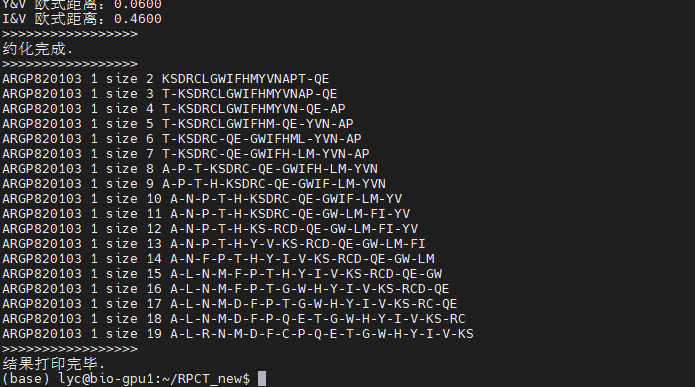 Y&V 欧式距离：0.0600
I&V 欧式距离：0.4600
>>>>>>>>>>>>>>>>>
约化完成.
>>>>>>>>>>>>>>>>>
ARGP820103 1 size 2 KSDRCLGWIFHMYVNAPT-QE
ARGP820103 1 size 3 T-KSDRCLGWIFHMYVNAP-QE
ARGP820103 1 size 4 T-KSDRCLGWIFHMYVN-QE-AP
ARGP820103 1 size 5 T-KSDRCLGWIFHM-QE-YVN-AP
ARGP820103 1 size 6 T-KSDRC-QE-GWIFHML-YVN-AP
ARGP820103 1 size 7 T-KSDRC-QE-GWIFH-LM-YVN-AP
ARGP820103 1 size 8 A-P-T-KSDRC-QE-GWIFH-LM-YVN
ARGP820103 1 size 9 A-P-T-H-KSDRC-QE-GWIF-LM-YVN
ARGP820103 1 size 10 A-N-P-T-H-KSDRC-QE-GWIF-LM-YV
ARGP820103 1 size 11 A-N-P-T-H-KSDRC-QE-GW-LM-FI-YV
ARGP820103 1 size 12 A-N-P-T-H-KS-RCD-QE-GW-LM-FI-YV
ARGP820103 1 size 13 A-N-P-T-H-Y-V-KS-RCD-QE-GW-LM-FI
ARGP820103 1 size 14 A-N-F-P-T-H-Y-I-V-KS-RCD-QE-GW-LM
ARGP820103 1 size 15 A-L-N-M-F-P-T-H-Y-I-V-KS-RCD-QE-GW
ARGP820103 1 size 16 A-L-N-M-F-P-T-G-W-H-Y-I-V-KS-RCD-QE
ARGP820103 1 size 17 A-L-N-M-D-F-P-T-G-W-H-Y-I-V-KS-RC-QE
ARGP820103 1 size 18 A-L-N-M-D-F-P-Q-E-T-G-W-H-Y-I-V-KS-RC
ARGP820103 1 size 19 A-L-R-N-M-D-F-C-P-Q-E-T-G-W-H-Y-I-V-KS
>>>>>>>>>>>>>>>>>
结果打印完毕.
(base) lyc@bio-gpu1:~/RPCT_new$